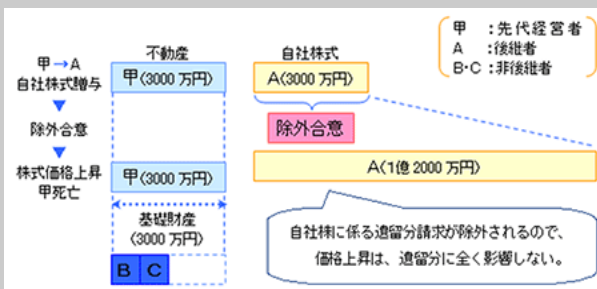 甲 :先代経営者
A :後継者
B・C:非後継者
甲→A
自社株式贈与
除外合意
株式価格上昇
甲死亡
不動産
甲(3000 万円)
自社株式
A(3000 万円)
除外合意
甲(3000 万円)
A(1億 2000 万円)
基礎財産
(3000 万円)
B C
自社株に係る遺留分請求が除外されるので、
価格上昇は、遺留分に全く影響しない。